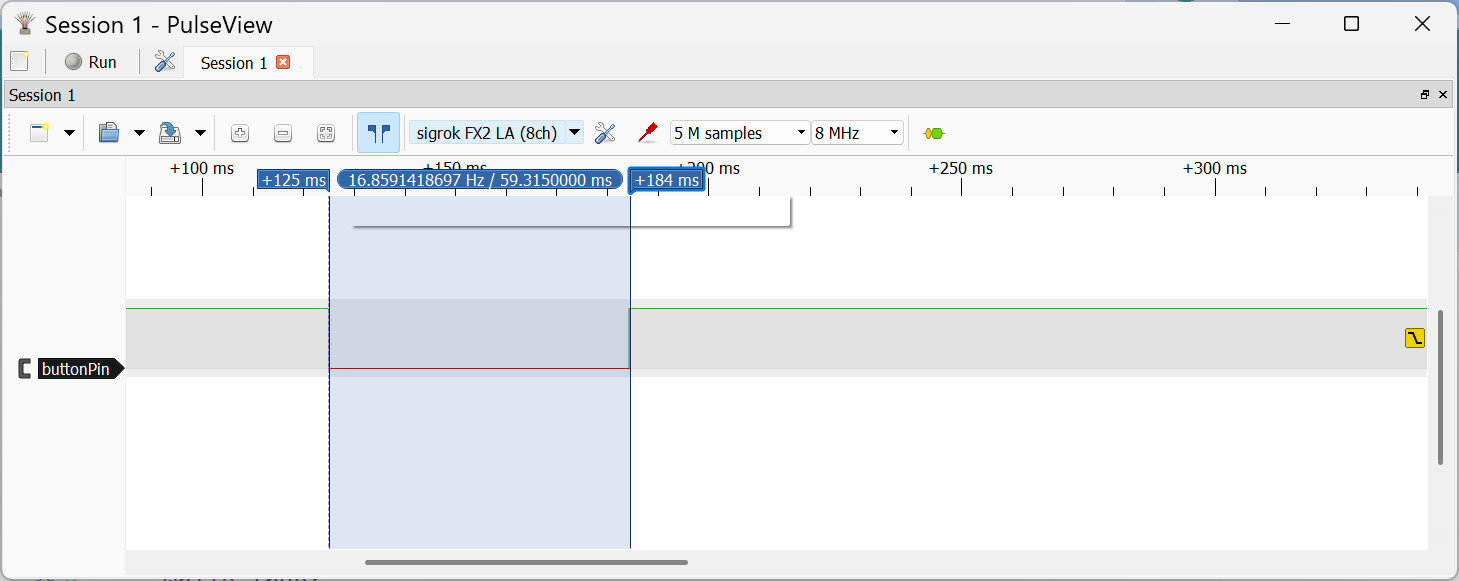 Session 1 - PulseView
Run
Session 1
Session 1
sigrok FX2 LA (8ch)
5 M samples
8 MHz
+100 ms +150 ms +200 ms +250 ms +300 ms
+125 ms 16.8591418697 Hz / 59.3150000 ms +184 ms
buttonPin